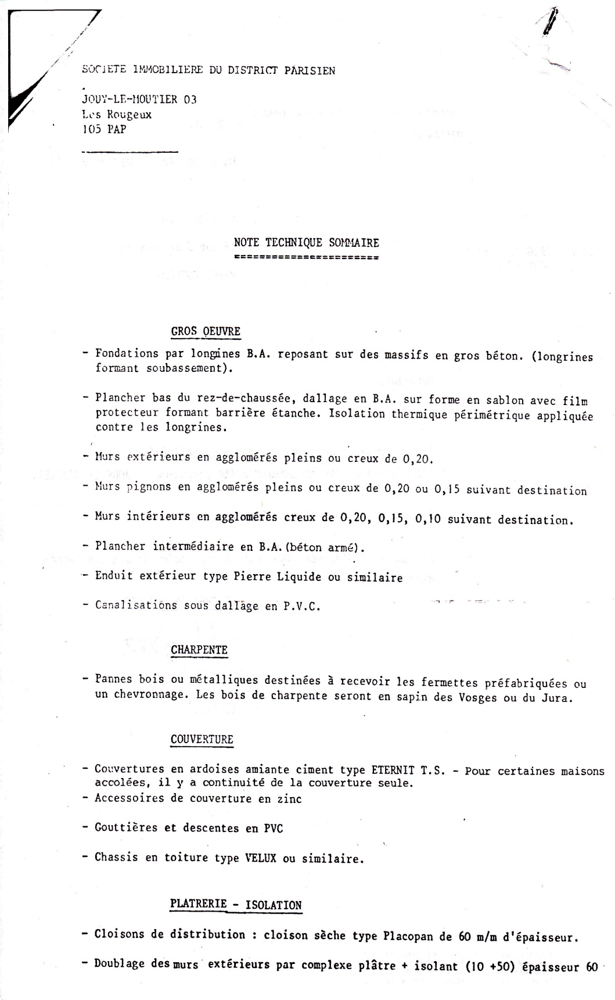 SOCIETE IMMOBILIERE DU DISTRICT PARISIEN
JOUY-LE-MOUTIER 03
Les Rougeux
105 PAP
NOTE TECHNIQUE SOMMAIRE
=======================
GROS OEUVRE
- Fondations par longines B.A. reposant sur des massifs en gros béton. (longrines
formant soubassement).
- Plancher bas du rez-de-chaussée, dallage en B.A. sur forme en sablon avec film
protecteur formant barrière étanche. Isolation thermique périmétrique appliquée
contre les longrines.
- Murs extérieurs en agglomérés pleins ou creux de 0,20.
- Murs pignons en agglomérés pleins ou creux de 0,20 ou 0,15 suivant destination
- Murs intérieurs en agglomérés creux de 0,20, 0,15, 0,10 suivant destination.
- Plancher intermédiaire en B.A.(béton armé).
- Enduit extérieur type Pierre Liquide ou similaire
- Canalisations sous dallage en P.V.C.
CHARPENTE
- Pannes bois ou métalliques destinées à recevoir les fermettes préfabriquées ou
un chevronnage. Les bois de charpente seront en sapin des Vosges ou du Jura.
COUVERTURE
- Couvertures en ardoises amiante ciment type ETERNIT T.S. - Pour certaines maisons
accolées, il y a continuité de la couverture seule.
- Accessoires de couverture en zinc
- Gouttières et descentes en PVC
- Chassis en toiture type VELUX ou similaire.
PLATRERIE - ISOLATION
- Cloisons de distribution : cloison sèche type Placopan de 60 m/m d'épaisseur.
- Doublage des murs extérieurs par complexe plâtre + isolant (10 +50) épaisseur 60